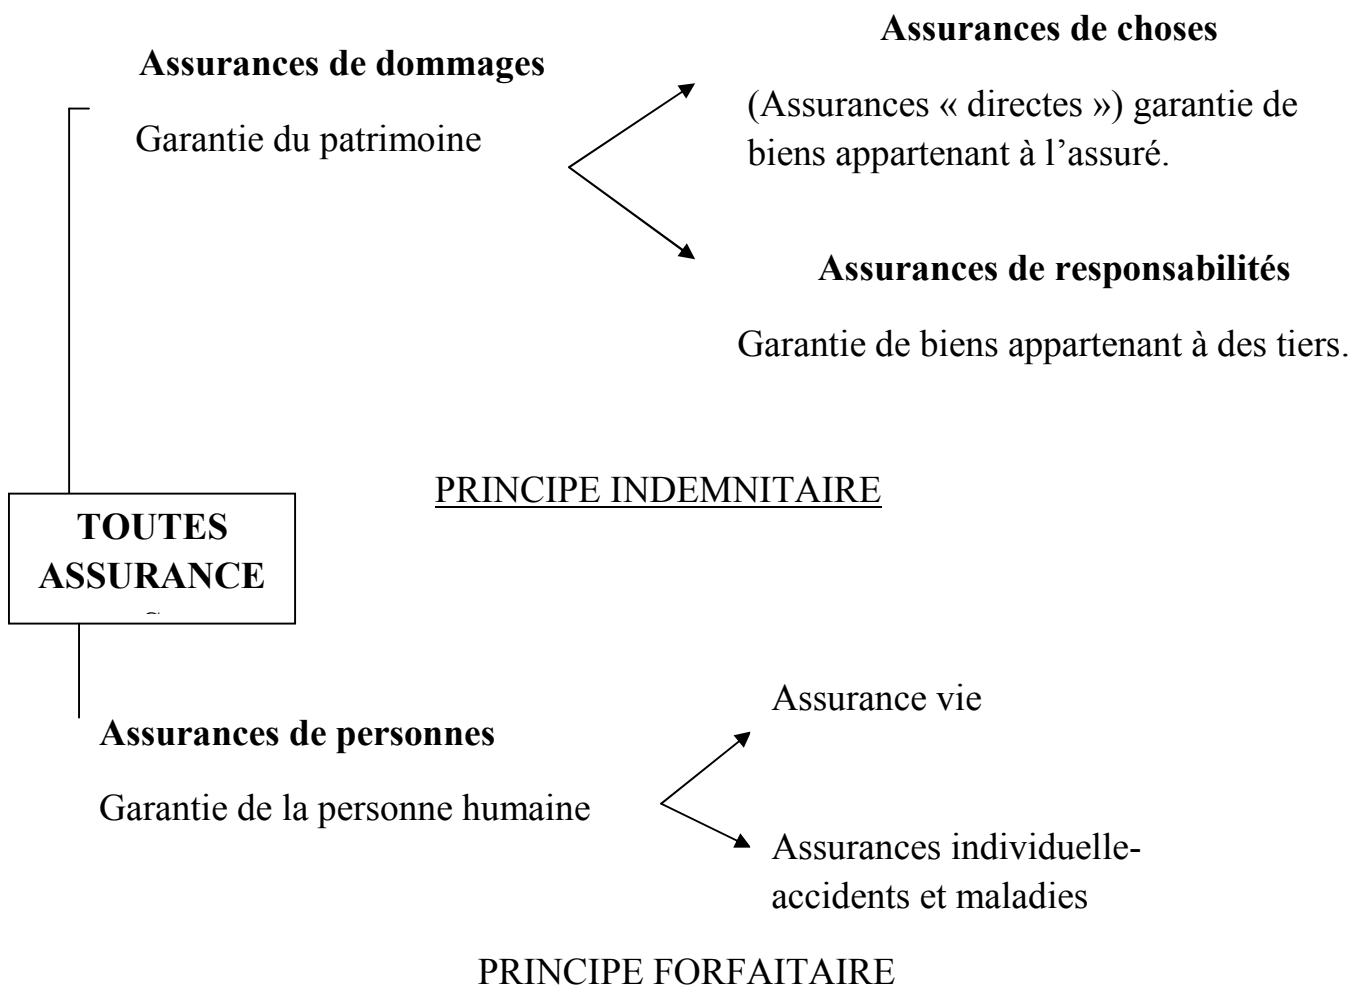 Assurances de choses
Assurances de dommages
(Assurances « directes ») garantie de
biens appartenant à l’assuré.
Garantie du patrimoine
Assurances de responsabilités
Garantie de biens appartenant à des tiers.
PRINCIPE INDEMNITAIRE
TOUTES
ASSURANCE
Assurance vie
Assurances de personnes
Garantie de la personne humaine
Assurances individuelle-
accidents et maladies
PRINCIPE FORFAITAIRE